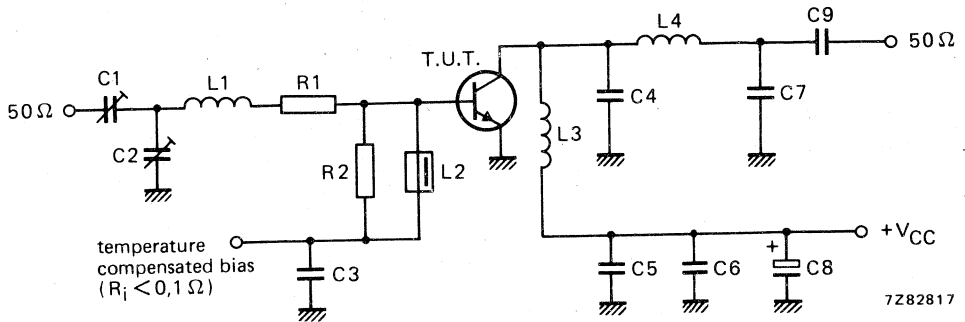 C9
L4
50Ω
T.U.T.
C1
L1
R1
C4
C7
50Ω
L3
C2
R2
L2
temperature
compensated bias
(Ri < 0,1 Ω)
C3
+VCC
C5
C6
+
C8
7Z82817